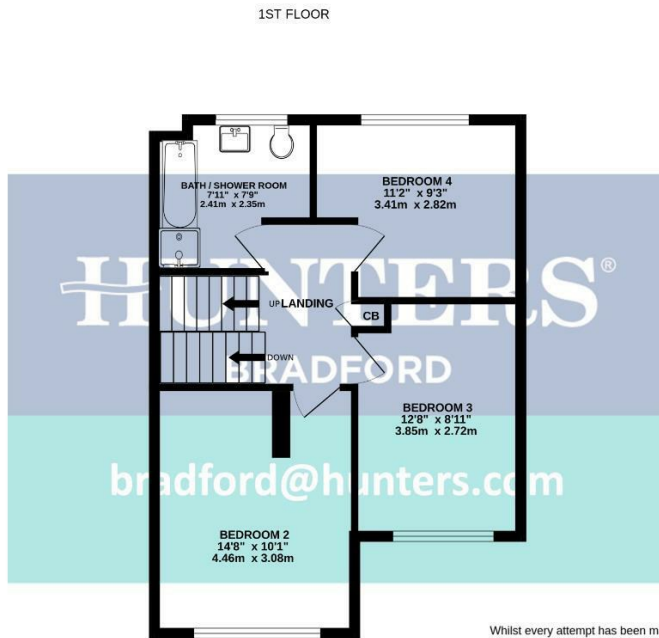 1ST FLOOR
BATH / SHOWER ROOM
7'11" x 7'9"
2.41m x 2.35m
BEDROOM 4
11'2" x 9'3"
3.41m x 2.82m
HUNTERS®
UP
LANDING
CB
DOWN
BRADFORD
BEDROOM 3
12'8" x 8'11"
3.85m x 2.72m
bradford@hunters.com
BEDROOM 2
14'8" x 10'1"
4.46m x 3.08m
Whilst every attempt has been m